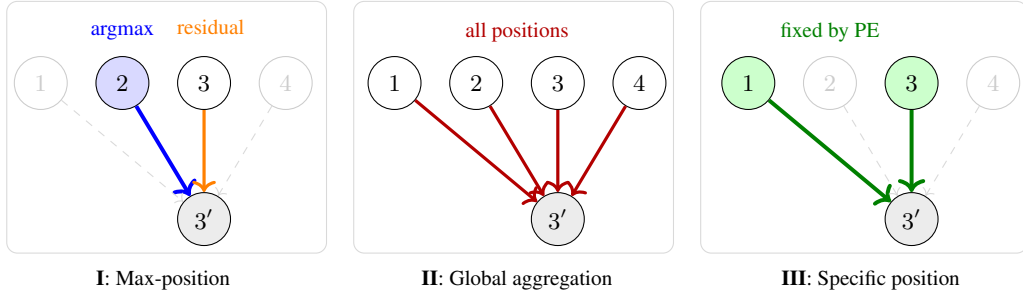 argmax residual
1 2 3 4
3′
I: Max-position
all positions
1 2 3 4
3′
II: Global aggregation
fixed by PE
1 2 3 4
3′
III: Specific position